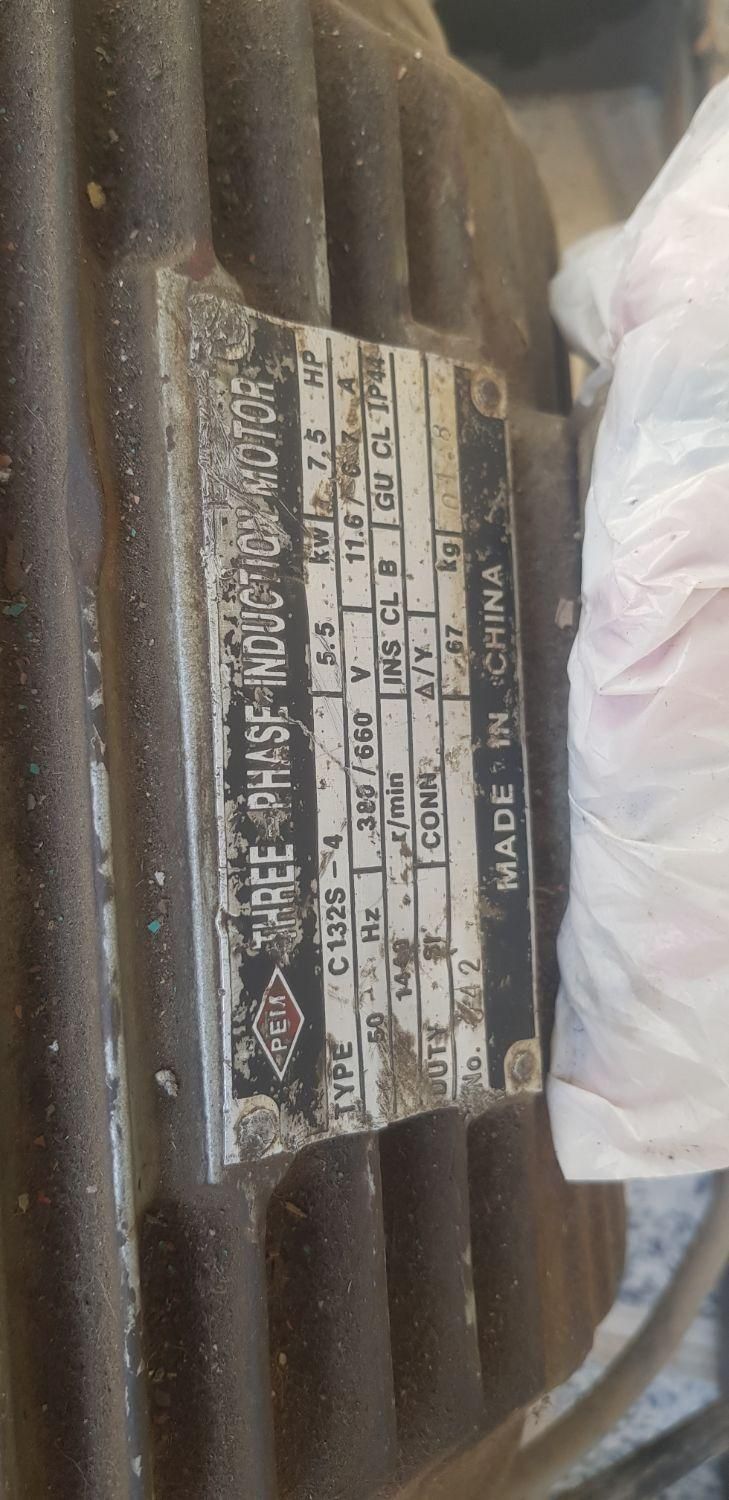 PEIA
THREE-PHASE INDUCTION MOTOR
TYPE C132S-4 5.5 kW 7.5 HP
50 Hz 380/660 V 11.6/6.7 A
r/min INS CL B GU CL IP44
DUTY S1 CONN Δ/Y
No. 67 kg
MADE IN CHINA